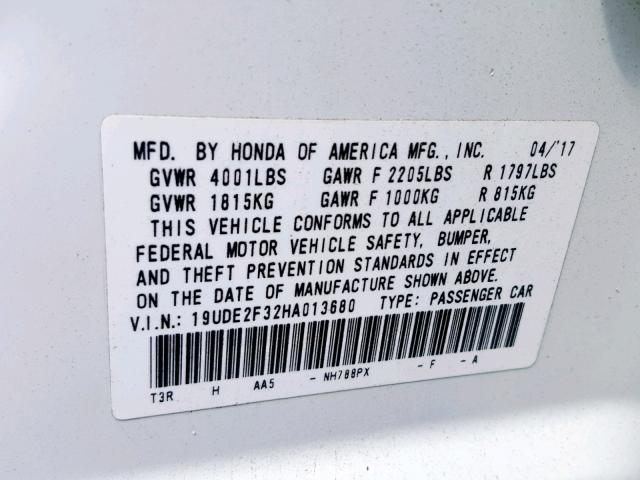 MFD. BY HONDA OF AMERICA MFG., INC. 04/'17
GVWR 4001LBS GAWR F 2205LBS R 1797LBS
GVWR 1815KG GAWR F 1000KG R 815KG
THIS VEHICLE CONFORMS TO ALL APPLICABLE
FEDERAL MOTOR VEHICLE SAFETY, BUMPER,
AND THEFT PREVENTION STANDARDS IN EFFECT
ON THE DATE OF MANUFACTURE SHOWN ABOVE.
V.I.N.: 19UDE2F32HA013680 TYPE: PASSENGER CAR
T3R H AA5 - NH788PX - F - A